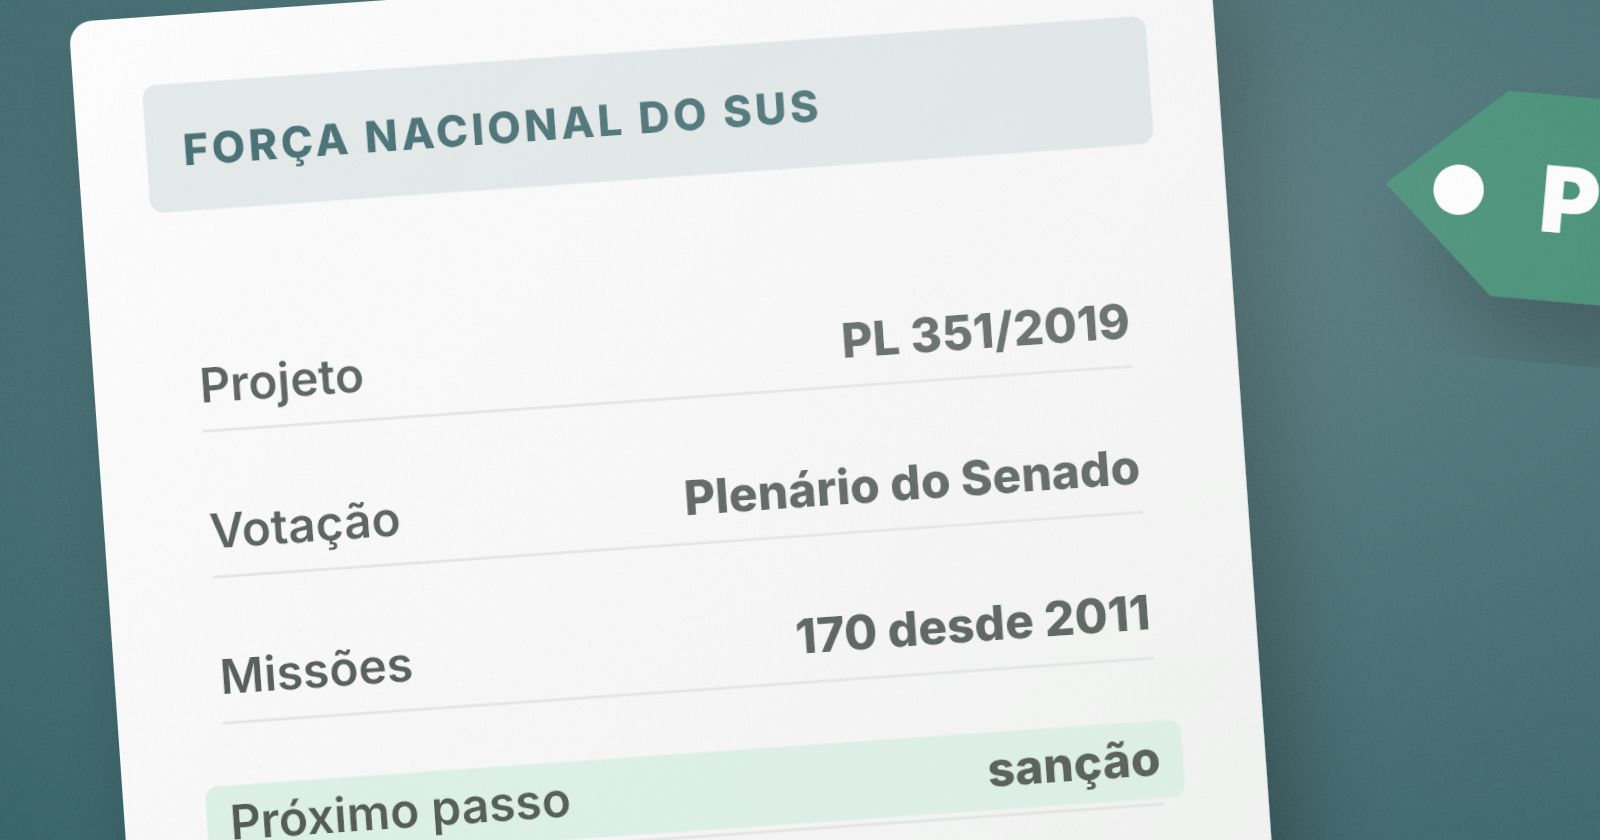 FORÇA NACIONAL DO SUS
Projeto PL 351/2019
Votação Plenário do Senado
Missões 170 desde 2011
Próximo passo sanção
P